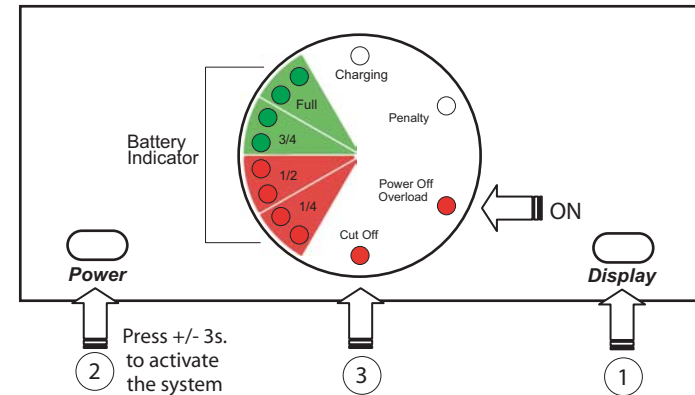 Charging
Full
Penalty
3/4
Battery
Indicator
1/2
Power Off
Overload
1/4
ON
Cut Off
Power
Display
Press +/- 3s.
to activate
the system
2
3
1